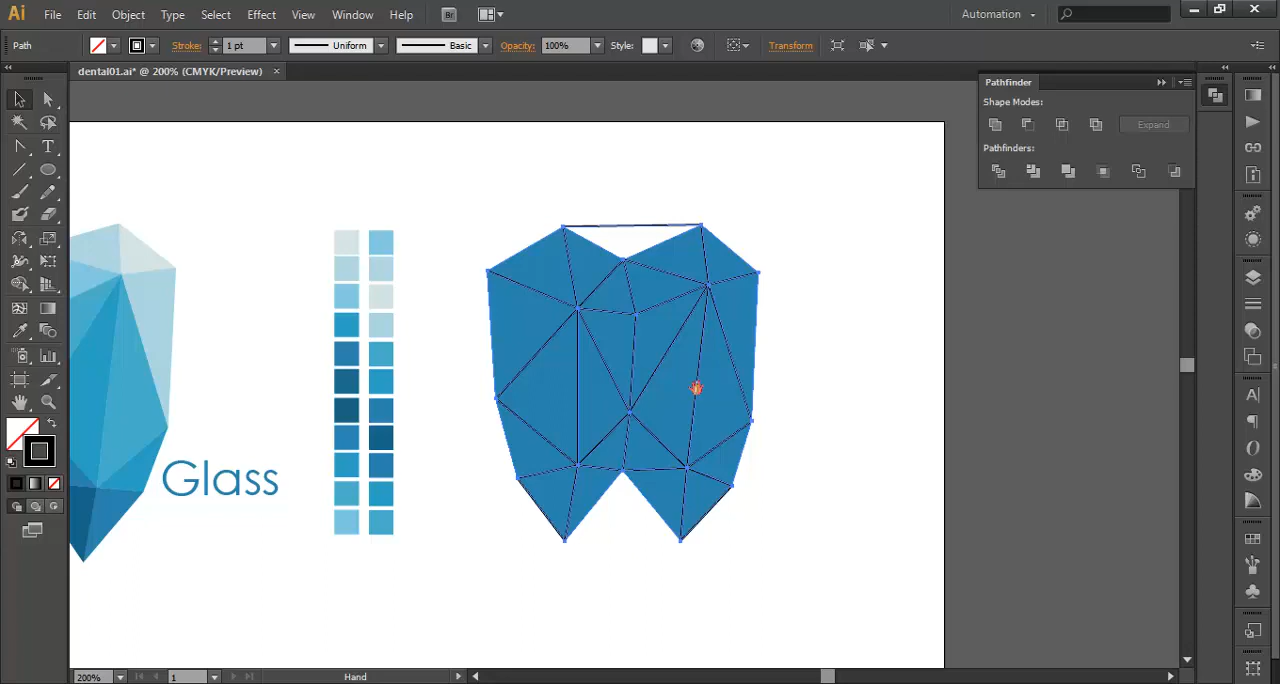 Ai File Edit Object Type Select Effect View Window Help Br Automation
Path Stroke: 1 pt Uniform Basic Opacity: 100% Style: Transform
dental01.ai* @ 200% (CMYK/Preview)
Pathfinder
Shape Modes:
Expand
Pathfinders:
Glass
200% 1 Hand